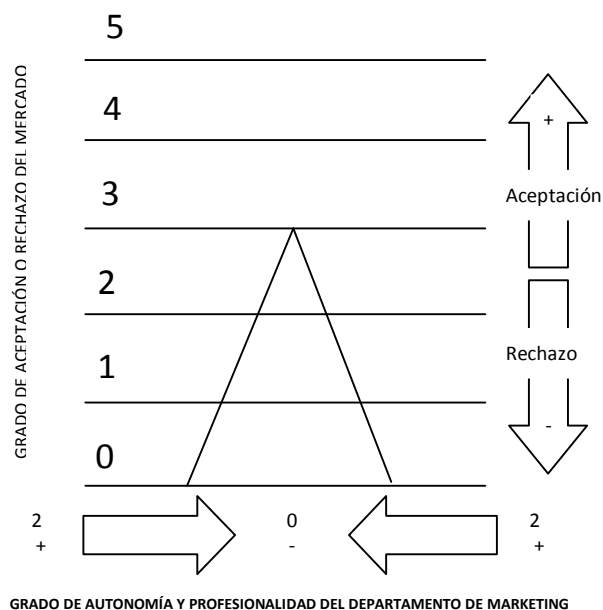 5
4
3
2
1
0
GRADO DE ACEPTACIÓN O RECHAZO DEL MERCADO
+
Aceptación
Rechazo
-
2 0 2
+ - +
GRADO DE AUTONOMÍA Y PROFESIONALIDAD DEL DEPARTAMENTO DE MARKETING